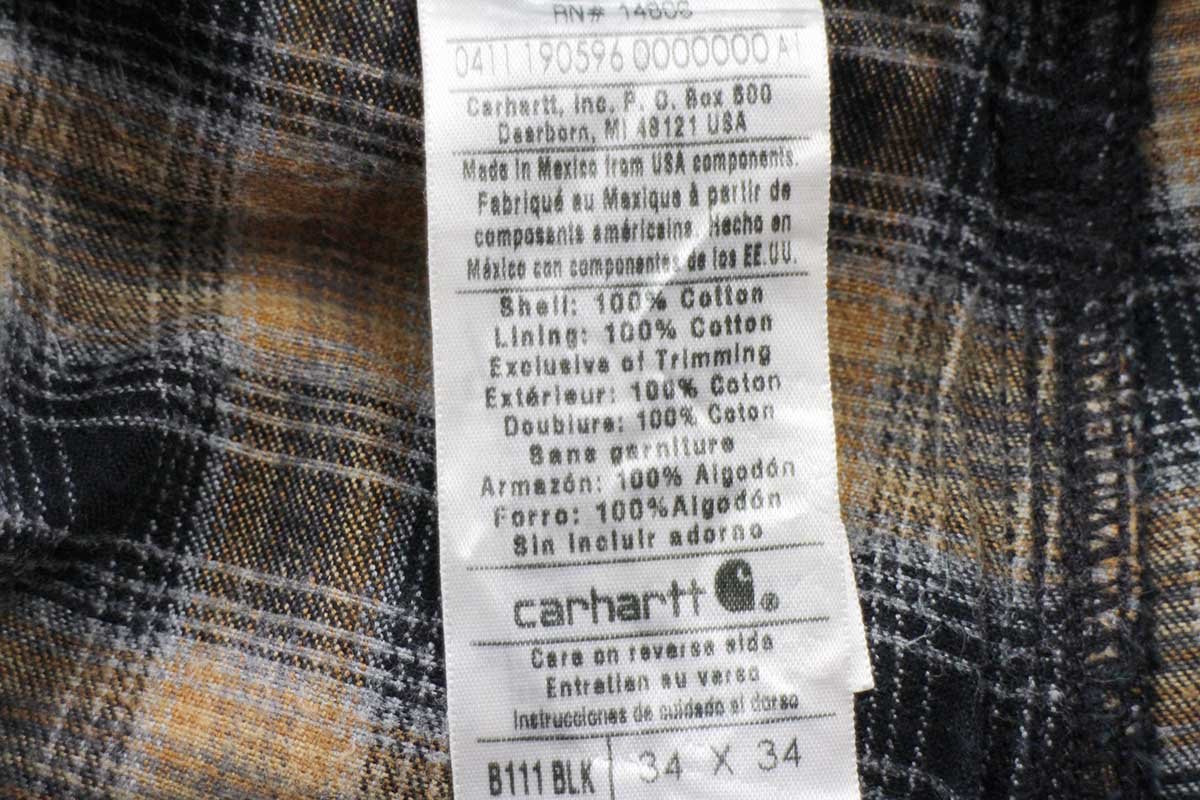 RN# 14806
0411 190596 0000000 A1
Carhartt, Inc, P. O. Box 600
Dearborn, MI 48121 USA
Made in Mexico from USA components.
Fabriqué au Mexique à partir de
composants américains. Hecho en
México con componentes de los EE.UU.
Shell: 100% Cotton
Lining: 100% Cotton
Exclusive of Trimming
Extérieur: 100% Coton
Doublure: 100% Coton
Sans garniture
Armazón: 100% Algodón
Forro: 100%Algodón
Sin incluir adorno
carhartt ®
Care on reverse side
Entretien au verso
Instrucciones de cuidado al dorso
B111 BLK 34 X 34